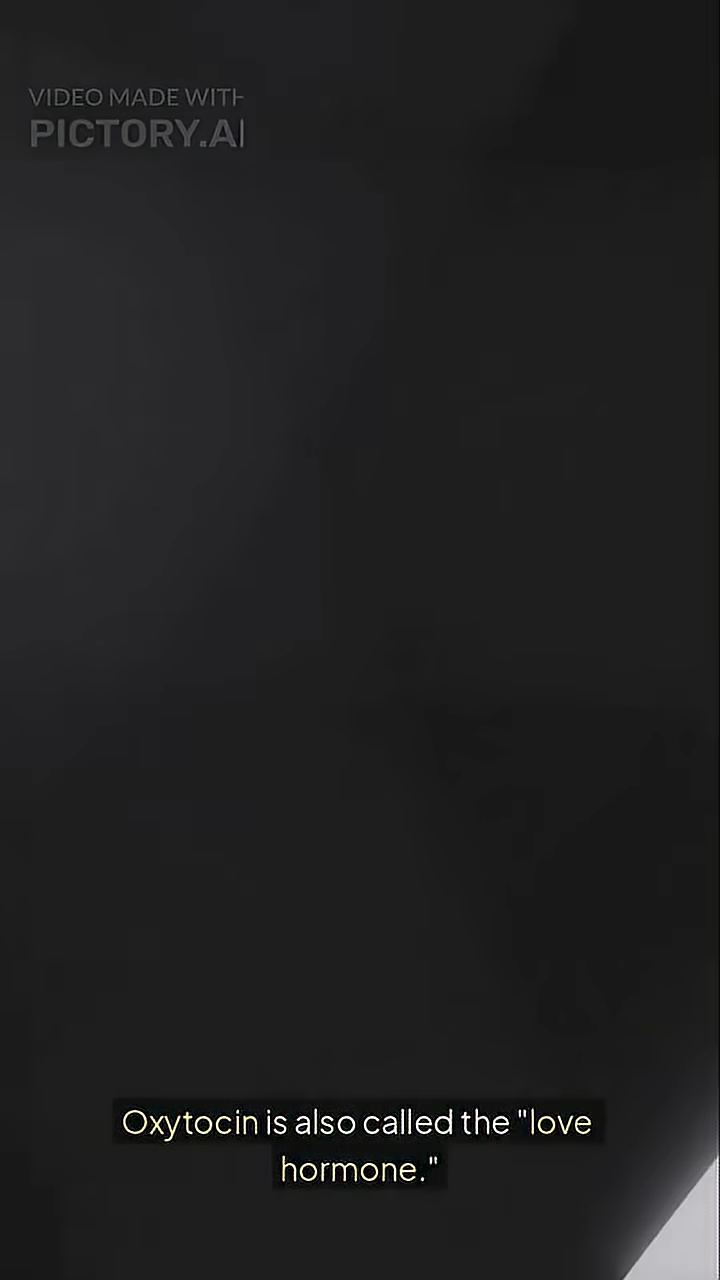 VIDEO MADE WITH
PICTORY.AI
Oxytocin is also called the "love
hormone."